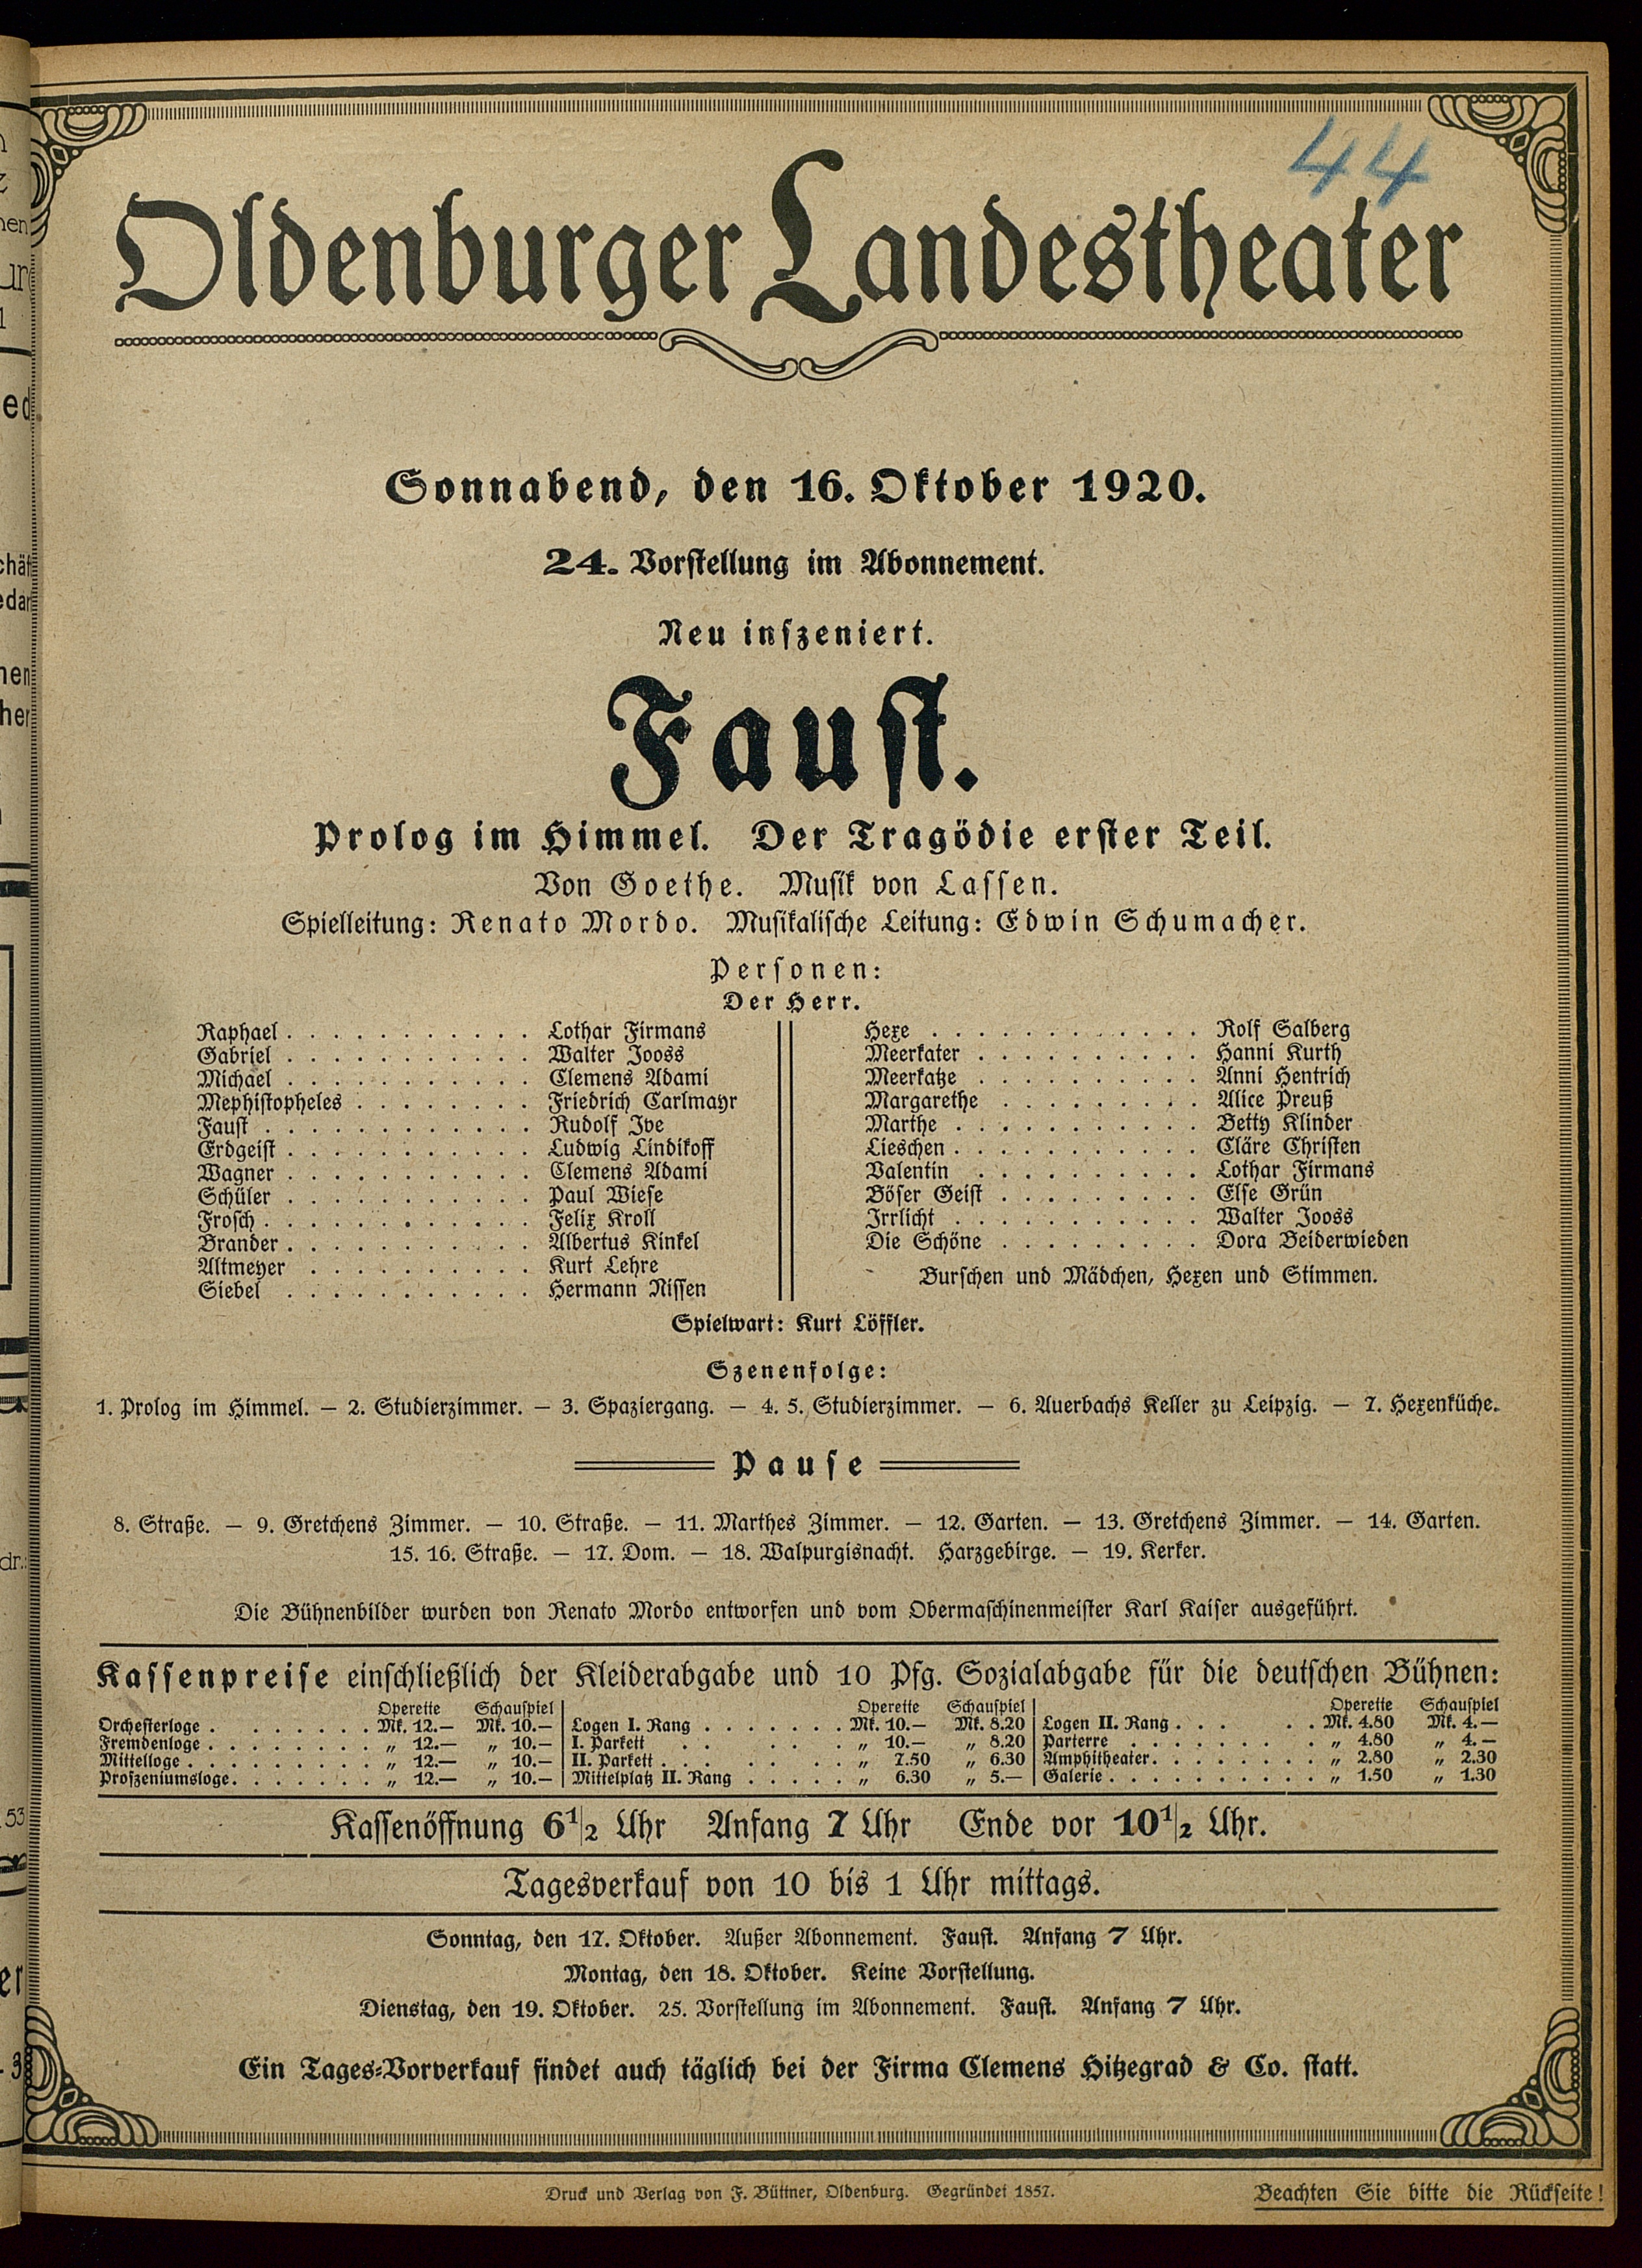 44
Oldenburger Landestheater
Sonnabend, den 16. Oktober 1920.
24. Vorstellung im Abonnement.
Neu inszeniert.
Faust.
Prolog im Himmel. Der Tragödie erster Teil.
Von Goethe. Musik von Lassen.
Spielleitung: Renato Mordo. Musikalische Leitung: Edwin Schumacher.
Personen:
Der Herr.
Raphael . . . . . . . . . . . Lothar Firmans
Gabriel . . . . . . . . . . . Walter Jooss
Michael . . . . . . . . . . . Clemens Adami
Mephistopheles . . . . . . . . Friedrich Carlmayr
Faust . . . . . . . . . . . . Rudolf Ive
Erdgeist . . . . . . . . . . . Ludwig Lindikoff
Wagner . . . . . . . . . . . Clemens Adami
Schüler . . . . . . . . . . . Paul Wiese
Frosch . . . . . . . . . . . . Felix Kroll
Brander . . . . . . . . . . . Albertus Kinkel
Altmeyer . . . . . . . . . . Kurt Lehre
Siebel . . . . . . . . . . . Hermann Nissen
Hexe . . . . . . . . . . . . Rolf Salberg
Meerkater . . . . . . . . . . Hanni Kurth
Meerkatze . . . . . . . . . . Anni Hentrich
Margarethe . . . . . . . . . Alice Preuß
Marthe . . . . . . . . . . . Betty Klinder
Lieschen . . . . . . . . . . . Cläre Christen
Valentin . . . . . . . . . . Lothar Firmans
Böser Geist . . . . . . . . . Else Grün
Irrlicht . . . . . . . . . . . Walter Jooss
Die Schöne . . . . . . . . . Dora Beiderwieden
Burschen und Mädchen, Hexen und Stimmen.
Spielwart: Kurt Löffler.
Szenenfolge:
1. Prolog im Himmel. — 2. Studierzimmer. — 3. Spaziergang. — 4. 5. Studierzimmer. — 6. Auerbachs Keller zu Leipzig. — 7. Hexenküche.
Pause
8. Straße. — 9. Gretchens Zimmer. — 10. Straße. — 11. Marthes Zimmer. — 12. Garten. — 13. Gretchens Zimmer. — 14. Garten.
15. 16. Straße. — 17. Dom. — 18. Walpurgisnacht. Harzgebirge. — 19. Kerker.
Die Bühnenbilder wurden von Renato Mordo entworfen und vom Obermaschinenmeister Karl Kaiser ausgeführt.
Kassenpreise einschließlich der Kleiderabgabe und 10 Pfg. Sozialabgabe für die deutschen Bühnen:
Operette Schauspiel Operette Schauspiel Operette Schauspiel
Orchesterloge . . . . . . . Mk. 12.— Mk. 10.— Logen I. Rang . . . . . . . Mk. 10.— Mk. 8.20 Logen II. Rang . . . . . Mk. 4.80 Mk. 4.—
Fremdenloge . . . . . . . . „ 12.— „ 10.— I. Parkett . . . . . . „ 10.— „ 8.20 Parterre . . . . . . . . „ 4.80 „ 4.—
Mittelloge . . . . . . . . . „ 12.— „ 10.— II. Parkett . . . . . . . „ 7.50 „ 6.30 Amphitheater . . . . . . . „ 2.80 „ 2.30
Proszeniumsloge . . . . . . . „ 12.— „ 10.— Mittelplatz II. Rang . . . . . „ 6.30 „ 5.— Galerie . . . . . . . . . . „ 1.50 „ 1.30
Kassenöffnung 6 1/2 Uhr Anfang 7 Uhr Ende vor 10 1/2 Uhr.
Tagesverkauf von 10 bis 1 Uhr mittags.
Sonntag, den 17. Oktober. Außer Abonnement. Faust. Anfang 7 Uhr.
Montag, den 18. Oktober. Keine Vorstellung.
Dienstag, den 19. Oktober. 25. Vorstellung im Abonnement. Faust. Anfang 7 Uhr.
Ein Tages-Vorverkauf findet auch täglich bei der Firma Clemens Hitzegrad & Co. statt.
Druck und Verlag von F. Büttner, Oldenburg. Gegründet 1857.
Beachten Sie bitte die Rückseite!